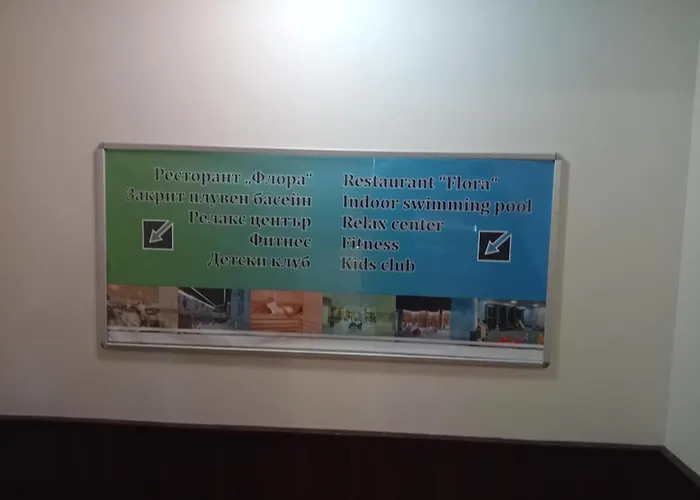 Ресторант „Флора“
Закрит плувен басейн
Релакс център
Фитнес
Детски клуб
Restaurant "Flora"
Indoor swimming pool
Relax center
Fitness
Kids club